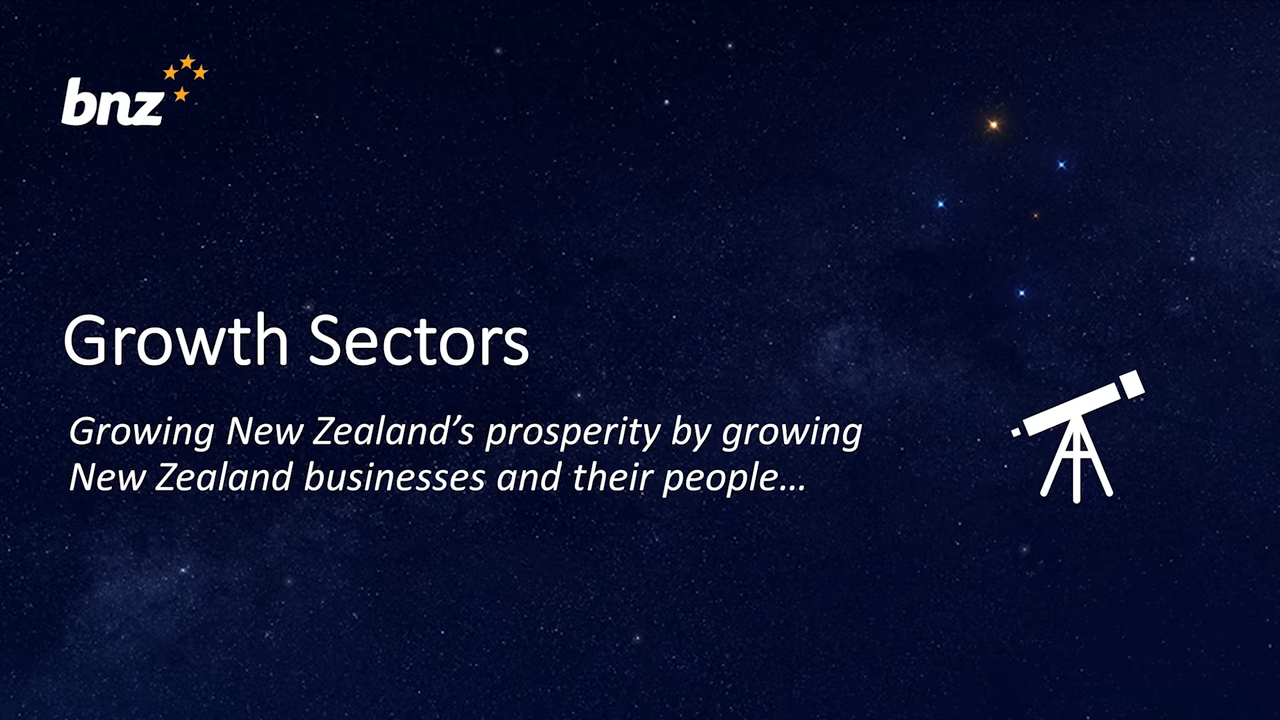 bnz
Growth Sectors
Growing New Zealand’s prosperity by growing
New Zealand businesses and their people…